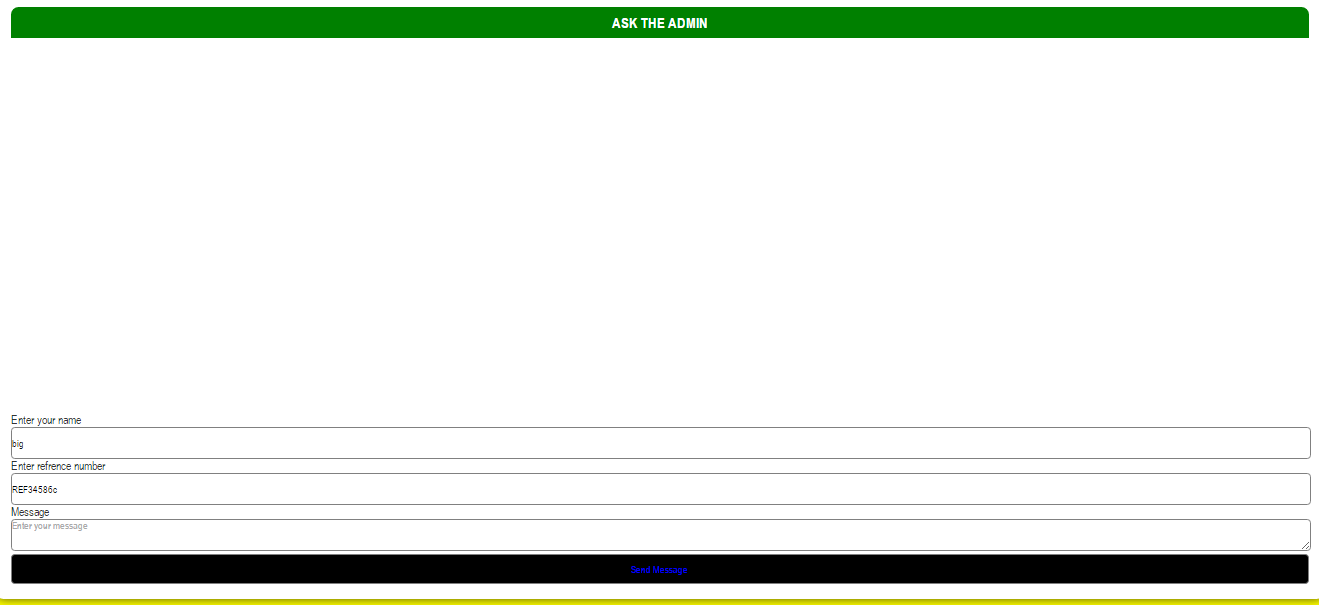 ASK THE ADMIN
Enter your name
big
Enter refrence number
REF34586c
Message
Enter your message
Send Message